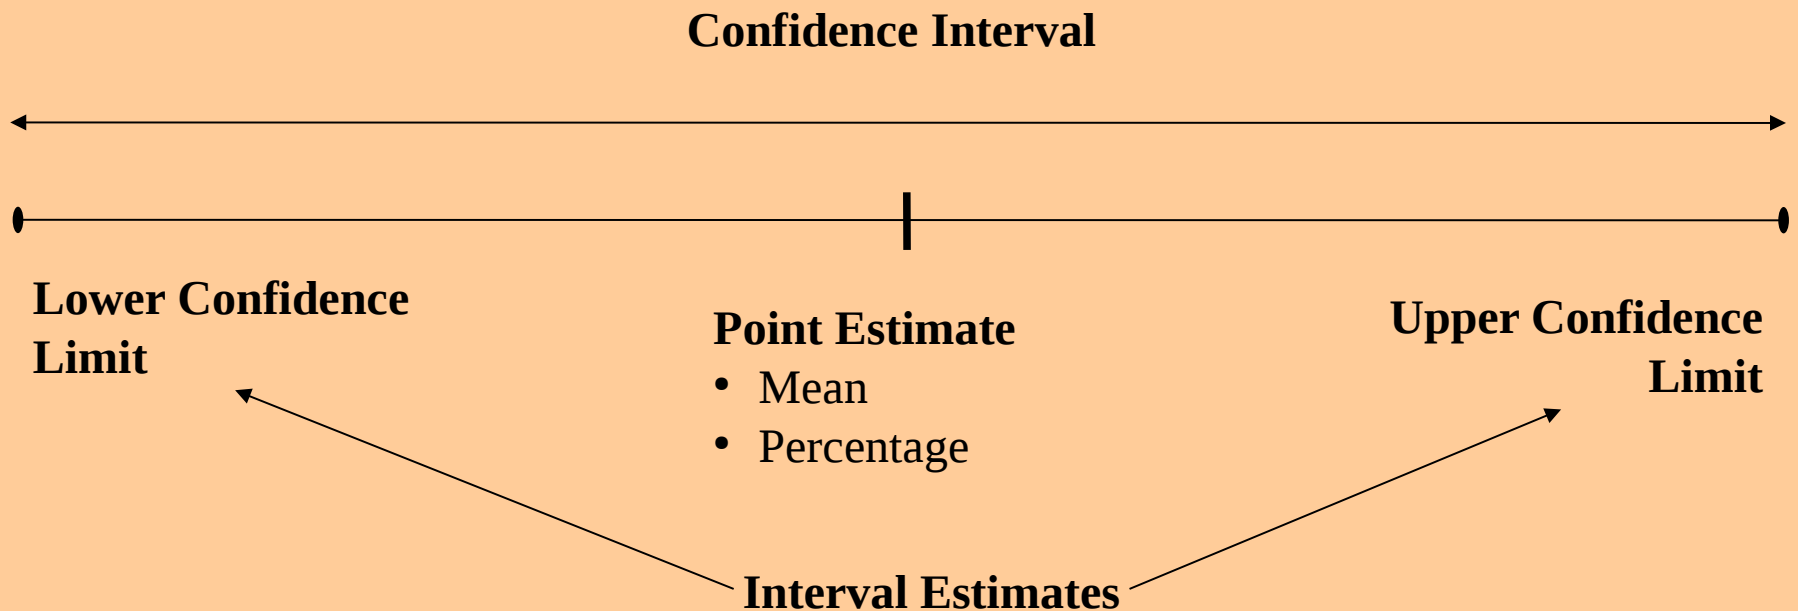 Confidence Interval
Lower Confidence
Limit
Point Estimate
• Mean
• Percentage
Upper Confidence
Limit
Interval Estimates